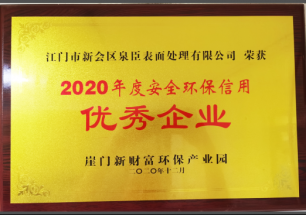 江门市新会区泉臣表面处理有限公司 荣获
2020年度安全环保信用
优秀企业
崖门新财富环保产业园
二〇二〇年十二月